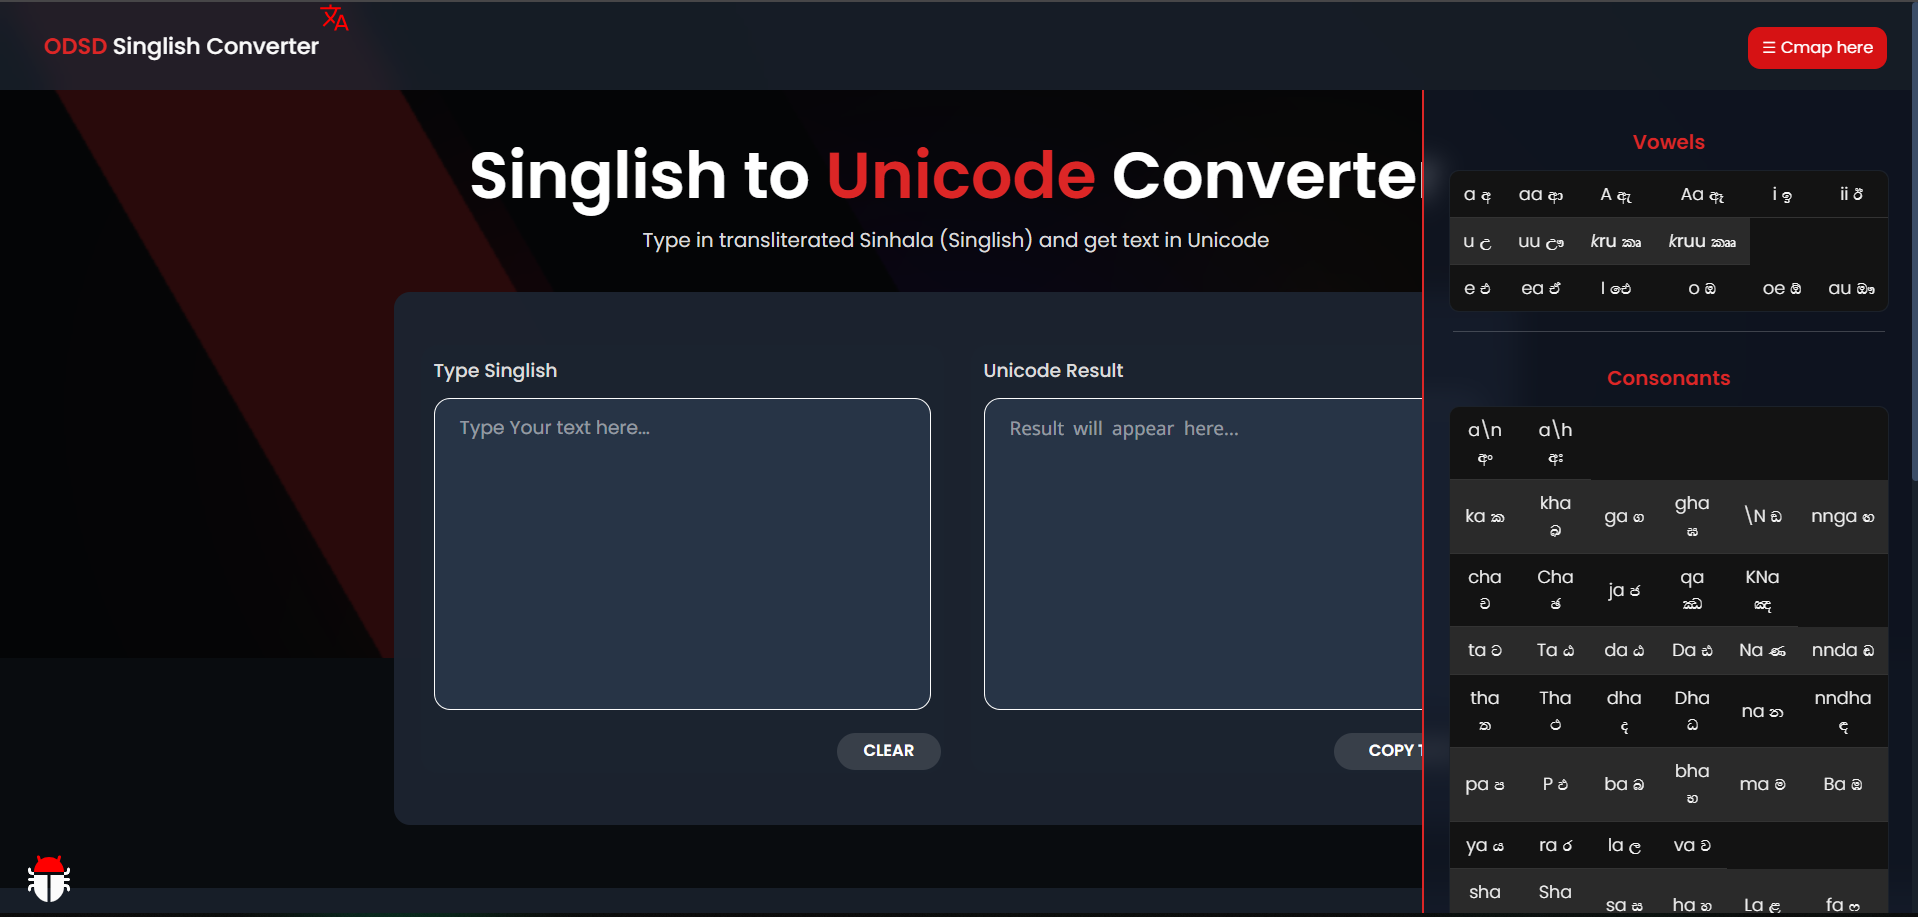 ODSD Singlish Converter
☰ Cmap here
Singlish to Unicode Converter
Type in transliterated Sinhala (Singlish) and get text in Unicode
Type Singlish
Type Your text here...
CLEAR
Unicode Result
Result will appear here...
COPY
Vowels
a අ aa ආ A ඇ Aa ඈ i ඉ ii ඊ
u උ uu ඌ kru කෘ kruu කෲ
e එ ea ඒ I ඓ o ඔ oe ඕ au ඖ
Consonants
a\n අං a\h අඃ
ka ක kha ඛ ga ග gha ඝ \N ඬ nnga ඟ
cha ච Cha ඡ ja ජ qa ඣ KNa ඤ
ta ට Ta ඨ da ඨ Da ඪ Na ණ nnda ඬ
tha ත Tha ථ dha ද Dha ධ na න nndha ඳ
pa ප P ඵ ba බ bha භ ma ම Ba ඹ
ya ය ra ර la ල va ව
sha Sha sa ස ha හ La ළ fa ෆ